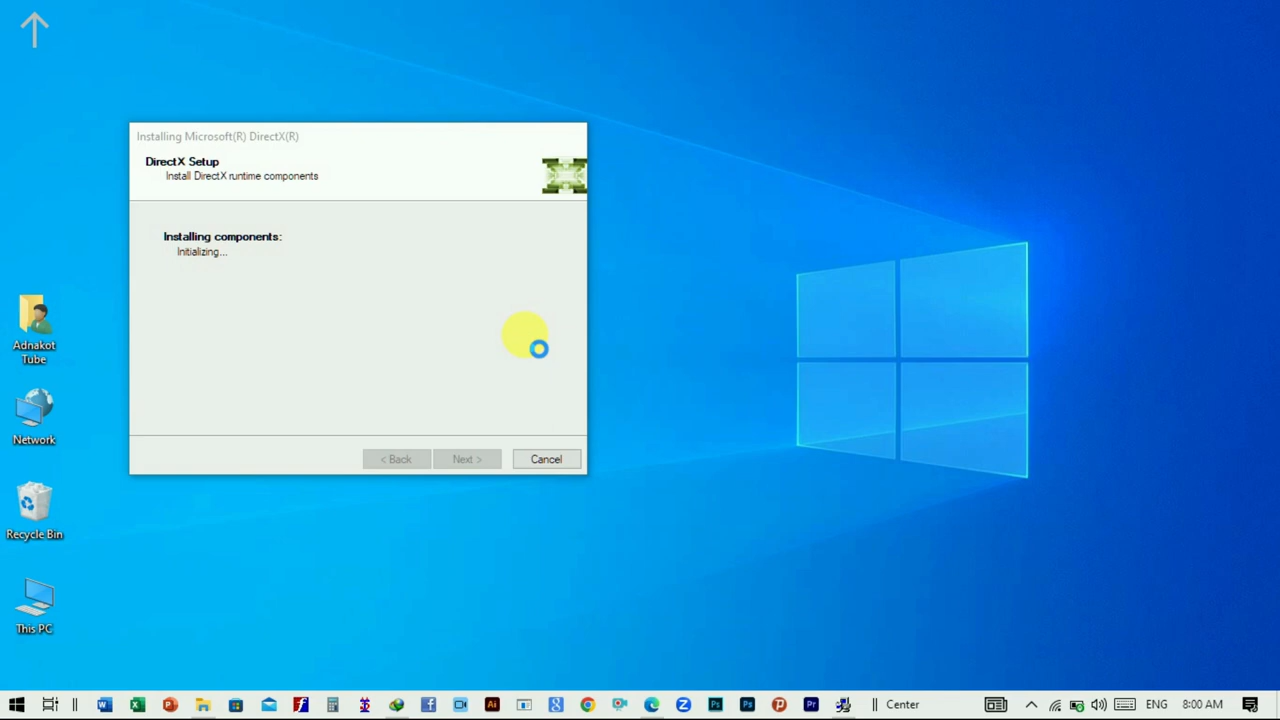 Installing Microsoft(R) DirectX(R)
DirectX Setup
Install DirectX runtime components
Installing components:
Initializing...
< Back
Next >
Cancel
Adnakot
Tube
Network
Recycle Bin
This PC
Center
ENG
8:00 AM